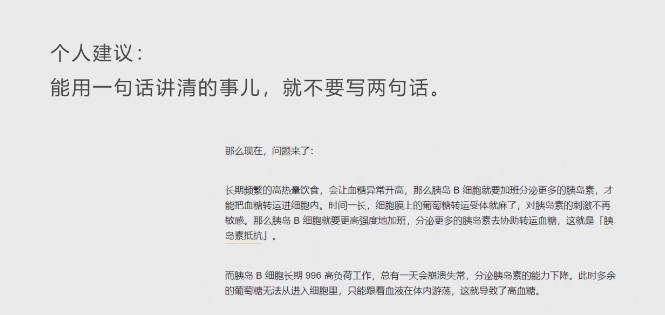 个人建议：
能用一句话讲清的事儿，就不要写两句话。
那么现在，问题来了：
长期频繁的高热量饮食，会让血糖异常升高，那么胰岛 B 细胞就要加班分泌更多的胰岛素，才
能把血糖转运进细胞内。时间一长，细胞膜上的葡萄糖转运受体就麻了，对胰岛素的刺激不再
敏感。那么胰岛 B 细胞就要更高强度地加班，分泌更多的胰岛素去协助转运血糖，这就是「胰
岛素抵抗」。
而胰岛 B 细胞长期 996 高负荷工作，总有一天会崩溃失常，分泌胰岛素的能力下降。此时多余
的葡萄糖无法从进入细胞里，只能跟着血液在体内游荡，这就导致了高血糖。